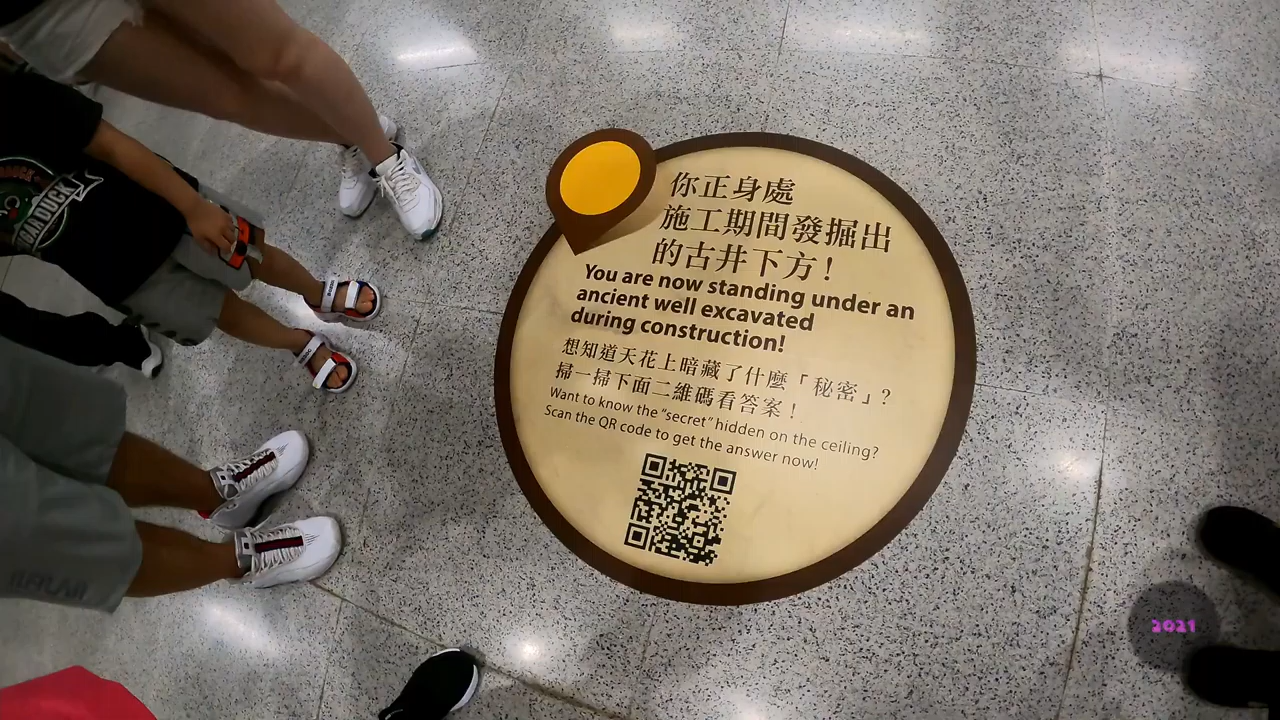 你正身處
施工期間發掘出
的古井下方！
You are now standing under an
ancient well excavated
during construction!
想知道天花上暗藏了什麼「秘密」？
掃一掃下面二維碼看答案！
Want to know the "secret" hidden on the ceiling?
Scan the QR code to get the answer now!
DUCK
2021